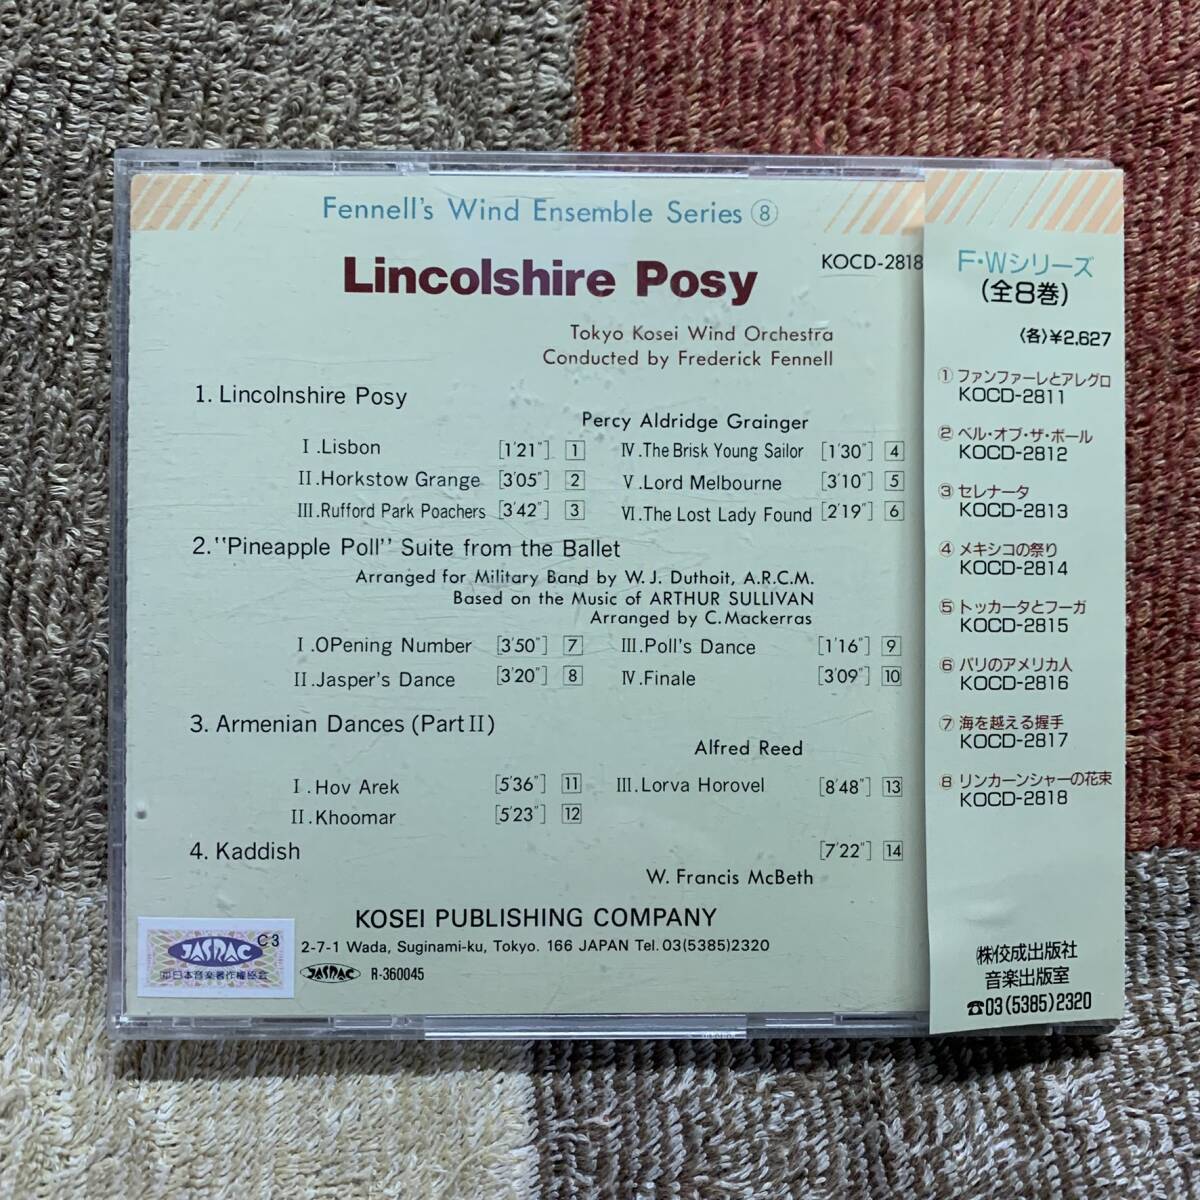 Fennell's Wind Ensemble Series ⑧
Lincolshire Posy
KOCD-2818
Tokyo Kosei Wind Orchestra
Conducted by Frederick Fennell
1. Lincolnshire Posy
Percy Aldridge Grainger
Ⅰ.Lisbon [1'21"] 1
Ⅱ.Horkstow Grange [3'05"] 2
Ⅲ.Rufford Park Poachers [3'42"] 3
Ⅳ.The Brisk Young Sailor [1'30"] 4
Ⅴ.Lord Melbourne [3'10"] 5
Ⅵ.The Lost Lady Found [2'19"] 6
2. "Pineapple Poll" Suite from the Ballet
Arranged for Military Band by W. J. Duthoit, A.R.C.M.
Based on the Music of ARTHUR SULLIVAN
Arranged by C. Mackerras
Ⅰ.OPening Number [3'50"] 7
Ⅱ.Jasper's Dance [3'20"] 8
Ⅲ.Poll's Dance [1'16"] 9
Ⅳ.Finale [3'09"] 10
3. Armenian Dances (Part Ⅱ)
Alfred Reed
Ⅰ.Hov Arek [5'36"] 11
Ⅱ.Khoomar [5'23"] 12
Ⅲ.Lorva Horovel [8'48"] 13
4. Kaddish [7'22"] 14
W. Francis McBeth
KOSEI PUBLISHING COMPANY
2-7-1 Wada, Suginami-ku, Tokyo. 166 JAPAN Tel. 03(5385)2320
JASRAC R-360045
JASRAC C3
㈳日本音楽著作権協会
F・Wシリーズ
(全8巻)
〈各〉¥2,627
① ファンファーレとアレグロ
KOCD-2811
② ベル・オブ・ザ・ボール
KOCD-2812
③ セレナータ
KOCD-2813
④ メキシコの祭り
KOCD-2814
⑤ トッカータとフーガ
KOCD-2815
⑥ パリのアメリカ人
KOCD-2816
⑦ 海を越える握手
KOCD-2817
⑧ リンカーンシャーの花束
KOCD-2818
㈱佼成出版社
音楽出版室
☎03(5385)2320